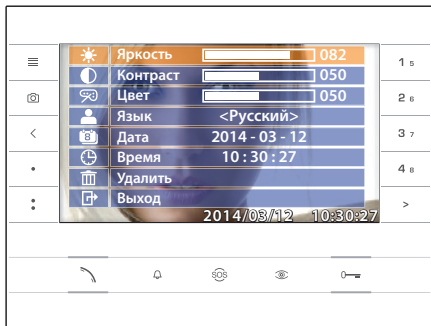 Яркость 082
Контраст 050
Цвет 050
Язык <Русский>
8 Дата 2014 - 03 - 12
Время 10 : 30 : 27
Удалить
Выход
2014/03/12 10:30:27
1 5
2 6
3 7
4 8
>
<
SOS